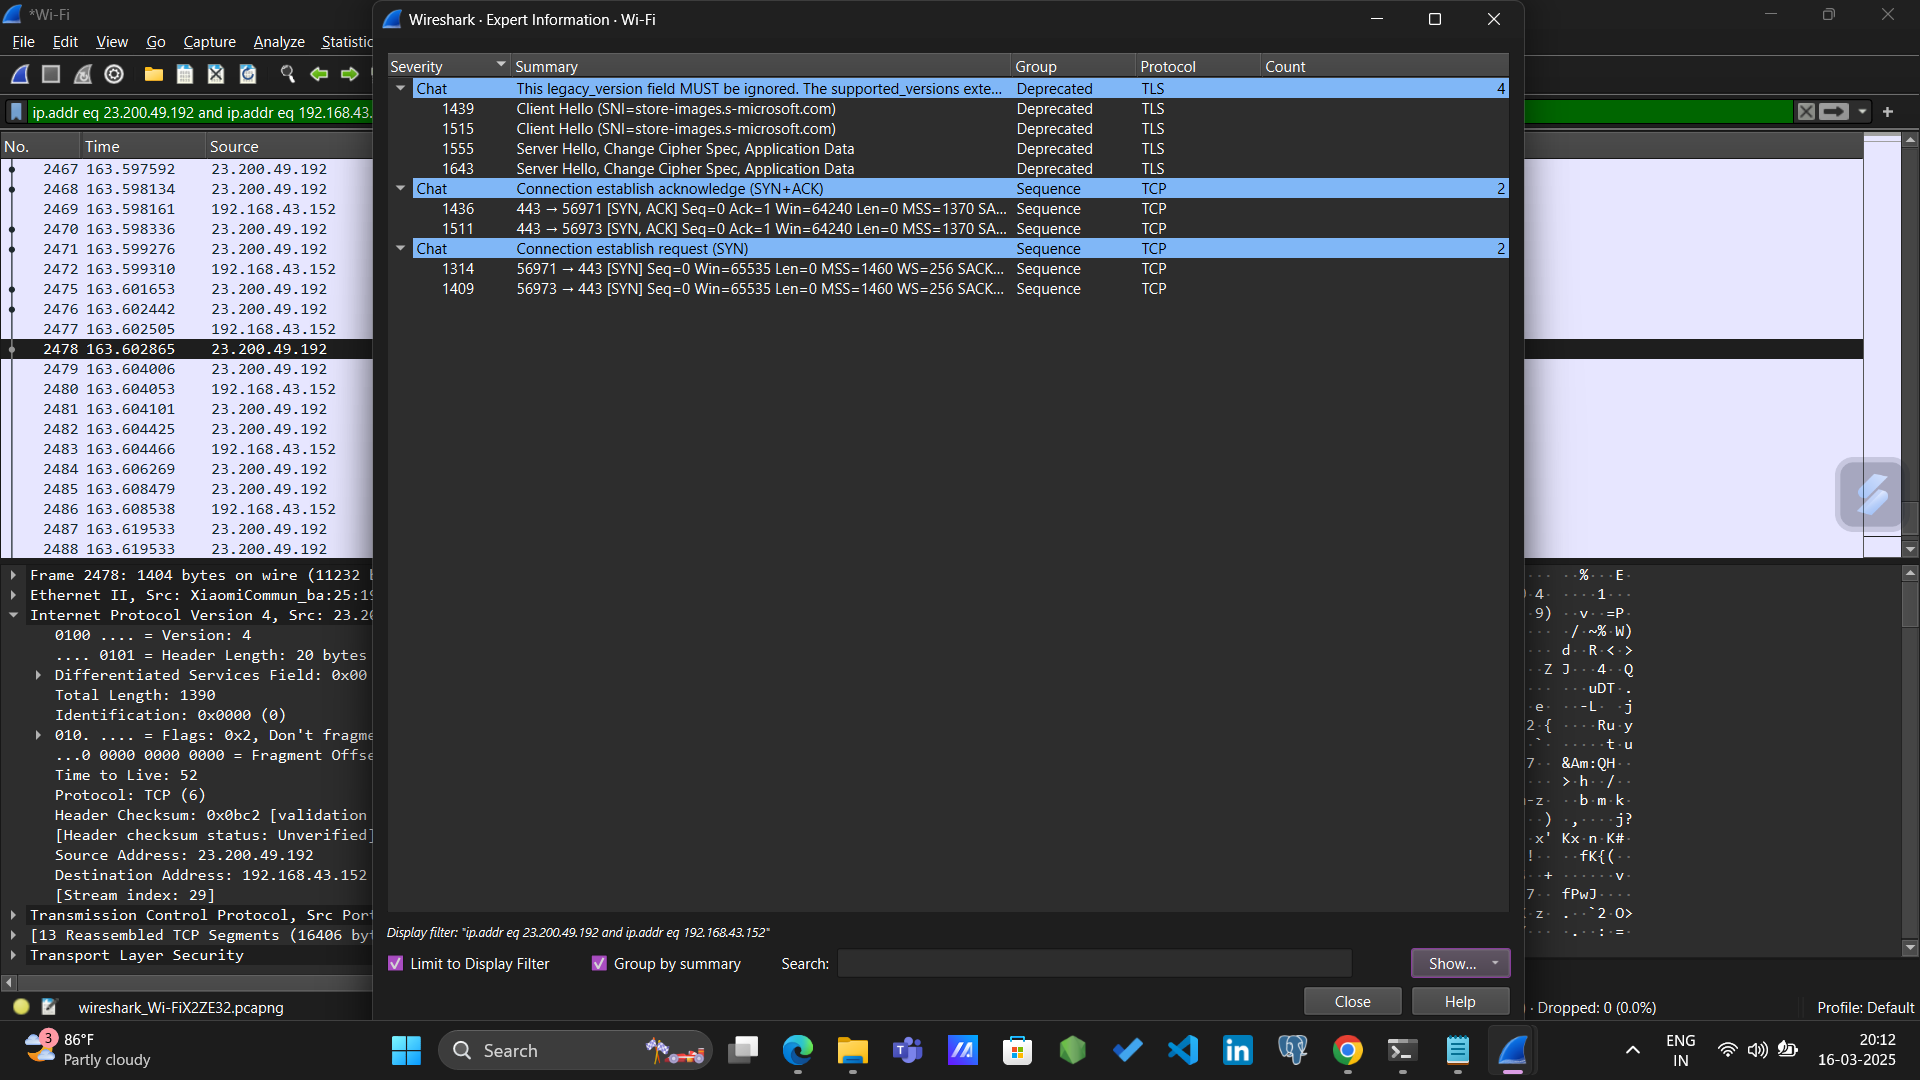 *Wi-Fi
File Edit View Go Capture Analyze Statistic
ip.addr eq 23.200.49.192 and ip.addr eq 192.168.43.
No. Time Source
2467 163.597592 23.200.49.192
2468 163.598134 23.200.49.192
2469 163.598161 192.168.43.152
2470 163.598336 23.200.49.192
2471 163.599276 23.200.49.192
2472 163.599310 192.168.43.152
2475 163.601653 23.200.49.192
2476 163.602442 23.200.49.192
2477 163.602505 192.168.43.152
2478 163.602865 23.200.49.192
2479 163.604006 23.200.49.192
2480 163.604053 192.168.43.152
2481 163.604101 23.200.49.192
2482 163.604425 23.200.49.192
2483 163.604466 192.168.43.152
2484 163.606269 23.200.49.192
2485 163.608479 23.200.49.192
2486 163.608538 192.168.43.152
2487 163.619533 23.200.49.192
2488 163.619533 23.200.49.192
Frame 2478: 1404 bytes on wire (11232 b
Ethernet II, Src: XiaomiCommun_ba:25:19
Internet Protocol Version 4, Src: 23.20
0100 .... = Version: 4
.... 0101 = Header Length: 20 bytes
Differentiated Services Field: 0x00
Total Length: 1390
Identification: 0x0000 (0)
010. .... = Flags: 0x2, Don't fragme
...0 0000 0000 0000 = Fragment Offse
Time to Live: 52
Protocol: TCP (6)
Header Checksum: 0x0bc2 [validation
[Header checksum status: Unverified]
Source Address: 23.200.49.192
Destination Address: 192.168.43.152
[Stream index: 29]
Transmission Control Protocol, Src Port
[13 Reassembled TCP Segments (16406 byt
Transport Layer Security
wireshark_Wi-FiX2ZE32.pcapng
Wireshark · Expert Information · Wi-Fi
Severity Summary Group Protocol Count
Chat This legacy_version field MUST be ignored. The supported_versions exte... Deprecated TLS 4
1439 Client Hello (SNI=store-images.s-microsoft.com) Deprecated TLS
1515 Client Hello (SNI=store-images.s-microsoft.com) Deprecated TLS
1555 Server Hello, Change Cipher Spec, Application Data Deprecated TLS
1643 Server Hello, Change Cipher Spec, Application Data Deprecated TLS
Chat Connection establish acknowledge (SYN+ACK) Sequence TCP 2
1436 443 → 56971 [SYN, ACK] Seq=0 Ack=1 Win=64240 Len=0 MSS=1370 SA... Sequence TCP
1511 443 → 56973 [SYN, ACK] Seq=0 Ack=1 Win=64240 Len=0 MSS=1370 SA... Sequence TCP
Chat Connection establish request (SYN) Sequence TCP 2
1314 56971 → 443 [SYN] Seq=0 Win=65535 Len=0 MSS=1460 WS=256 SACK... Sequence TCP
1409 56973 → 443 [SYN] Seq=0 Win=65535 Len=0 MSS=1460 WS=256 SACK... Sequence TCP
Display filter: "ip.addr eq 23.200.49.192 and ip.addr eq 192.168.43.152"
Limit to Display Filter Group by summary Search: Show...
Close Help
· Dropped: 0 (0.0%) Profile: Default
3
86°F
Partly cloudy
Search
ENG
IN
20:12
16-03-2025